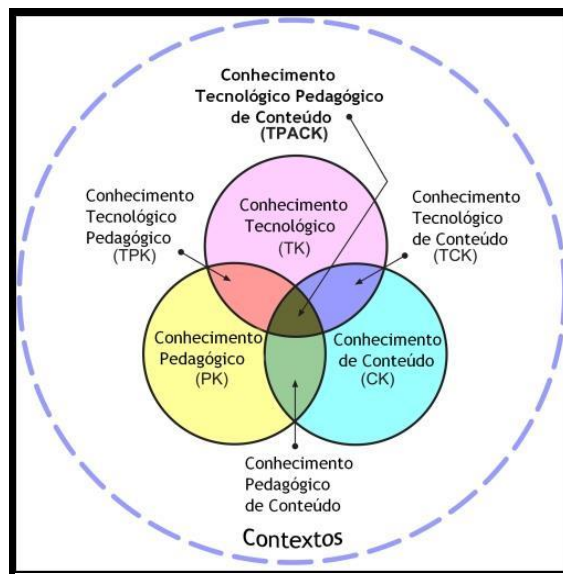 Conhecimento
Tecnológico Pedagógico
de Conteúdo
(TPACK)
Conhecimento
Tecnológico
Pedagógico
(TPK)
Conhecimento
Tecnológico
(TK)
Conhecimento
Tecnológico
de Conteúdo
(TCK)
Conhecimento
Pedagógico
(PK)
Conhecimento
de Conteúdo
(CK)
Conhecimento
Pedagógico
de Conteúdo
Contextos